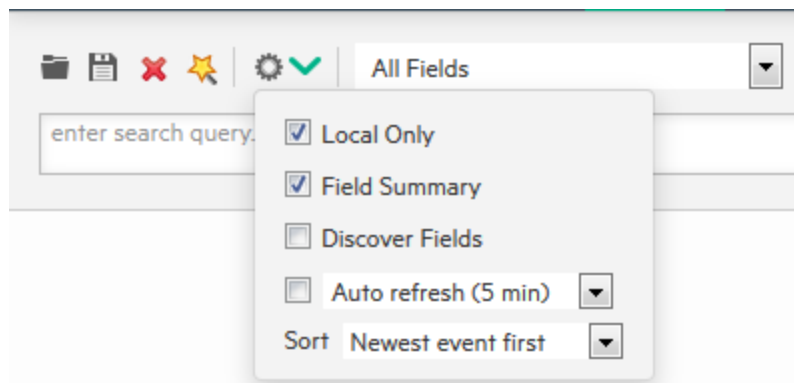 All Fields
enter search query.
Local Only
Field Summary
Discover Fields
Auto refresh (5 min)
Sort Newest event first